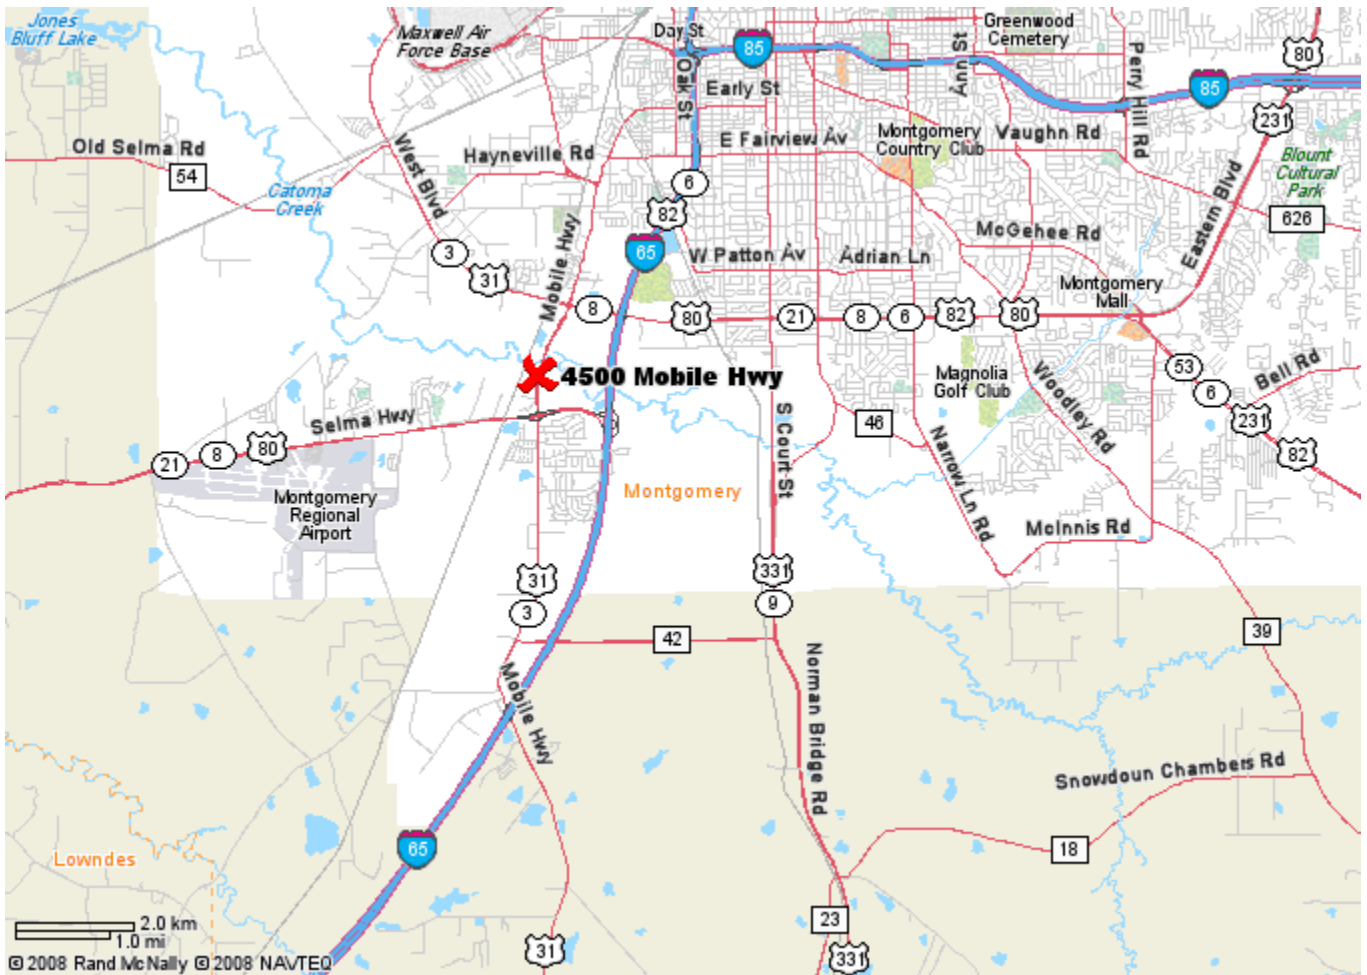 Jones
Bluff Lake
Maxwell Air
Force Base
Day St
85
Greenwood
Cemetery
80
Oak St
Early St
Ann St
Perry Hill Rd
85
231
Old Selma Rd
54
West Blvd
Hayneville Rd
E Fairview Av
Montgomery
Country Club
Vaughn Rd
Blount
Cultural
Park
Catoma
Creek
6
82
626
Mobile Hwy
McGehee Rd
Eastern Blvd
3
31
65
W Patton Av
Adrian Ln
Montgomery
Mall
8
80
21
8
6
82
80
4500 Mobile Hwy
Magnolia
Golf Club
Woodley Rd
53
6
Bell Rd
231
82
Selma Hwy
21
8
80
S Court St
46
Narrow Ln Rd
Montgomery
Regional
Airport
Montgomery
McInnis Rd
31
3
331
9
42
39
Mobile Hwy
Norman Bridge Rd
Snowdoun Chambers Rd
65
18
Lowndes
23
31
331
2.0 km
1.0 mi
© 2008 Rand McNally © 2008 NAVTEQ